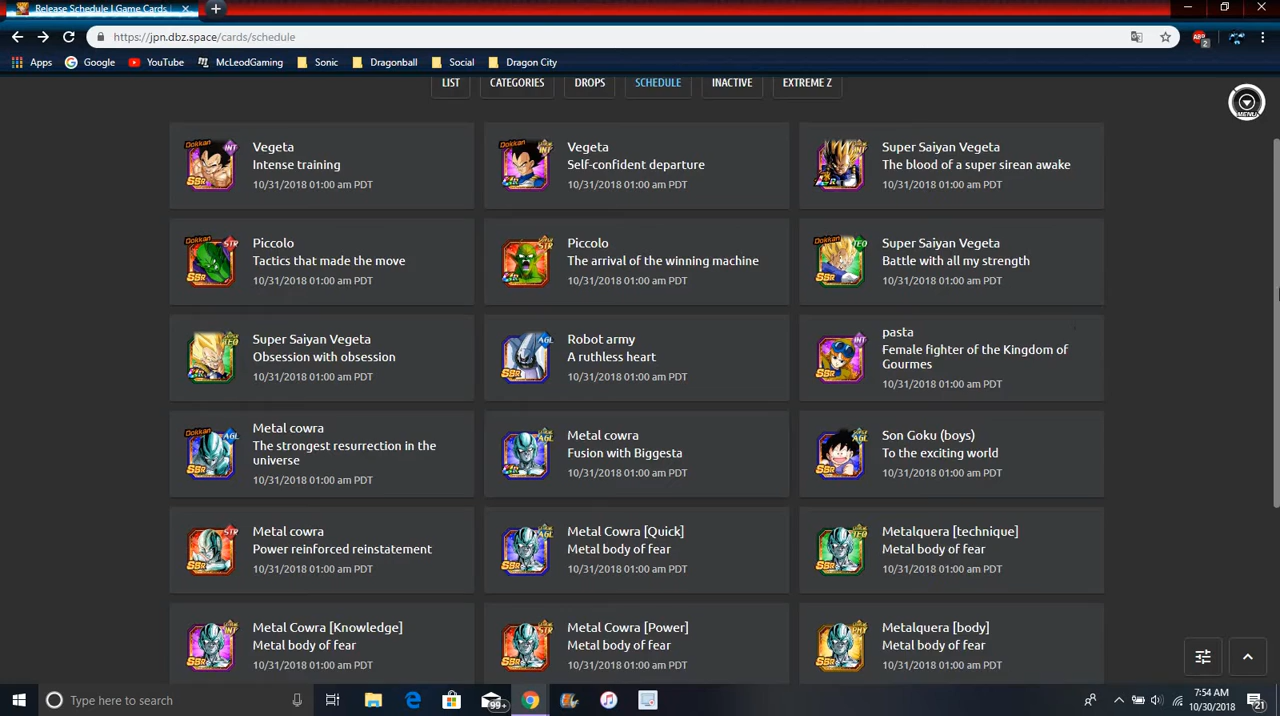 Release Schedule | Game Cards |
https://jpn.dbz.space/cards/schedule
ABP
2
Apps
Google
YouTube
McLeodGaming
Sonic
Dragonball
Social
Dragon City
LIST
CATEGORIES
DROPS
SCHEDULE
INACTIVE
EXTREME Z
MENU
Vegeta
Intense training
10/31/2018 01:00 am PDT
Vegeta
Self-confident departure
10/31/2018 01:00 am PDT
Super Saiyan Vegeta
The blood of a super sirean awake
10/31/2018 01:00 am PDT
Piccolo
Tactics that made the move
10/31/2018 01:00 am PDT
Piccolo
The arrival of the winning machine
10/31/2018 01:00 am PDT
Super Saiyan Vegeta
Battle with all my strength
10/31/2018 01:00 am PDT
Super Saiyan Vegeta
Obsession with obsession
10/31/2018 01:00 am PDT
Robot army
A ruthless heart
10/31/2018 01:00 am PDT
pasta
Female fighter of the Kingdom of
Gourmes
10/31/2018 01:00 am PDT
Metal cowra
The strongest resurrection in the
universe
10/31/2018 01:00 am PDT
Metal cowra
Fusion with Biggesta
10/31/2018 01:00 am PDT
Son Goku (boys)
To the exciting world
10/31/2018 01:00 am PDT
Metal cowra
Power reinforced reinstatement
10/31/2018 01:00 am PDT
Metal Cowra [Quick]
Metal body of fear
10/31/2018 01:00 am PDT
Metalquera [technique]
Metal body of fear
10/31/2018 01:00 am PDT
Metal Cowra [Knowledge]
Metal body of fear
10/31/2018 01:00 am PDT
Metal Cowra [Power]
Metal body of fear
10/31/2018 01:00 am PDT
Metalquera [body]
Metal body of fear
10/31/2018 01:00 am PDT
Type here to search
99+
7:54 AM
10/30/2018
21